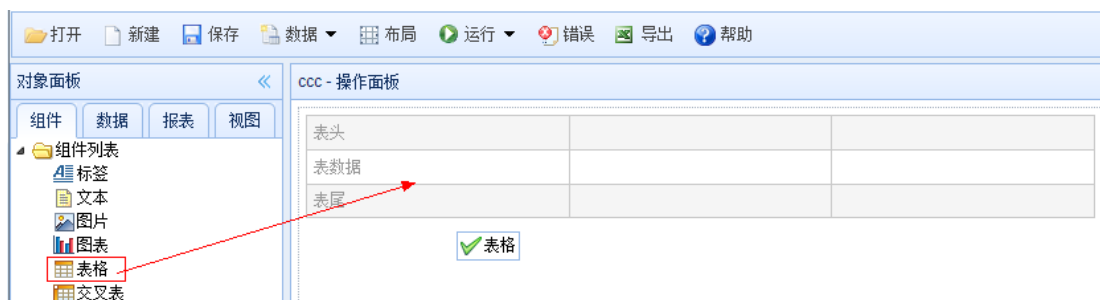 打开 新建 保存 数据 布局 运行 错误 导出 帮助
对象面板
ccc - 操作面板
组件 数据 报表 视图
组件列表
标签
文本
图片
图表
表格
交叉表
表头
表数据
表尾
表格